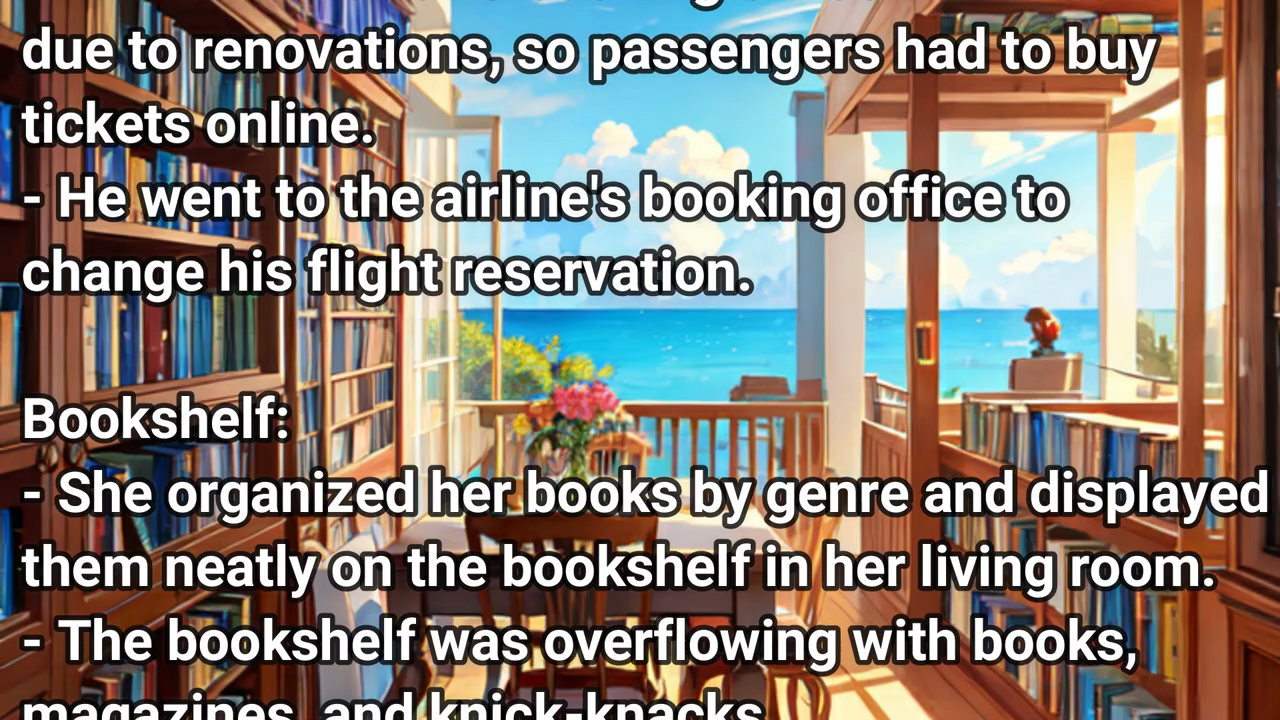 due to renovations, so passengers had to buy
tickets online.
- He went to the airline's booking office to
change his flight reservation.
Bookshelf:
- She organized her books by genre and displayed
them neatly on the bookshelf in her living room.
- The bookshelf was overflowing with books,
magazines, and knick-knacks.